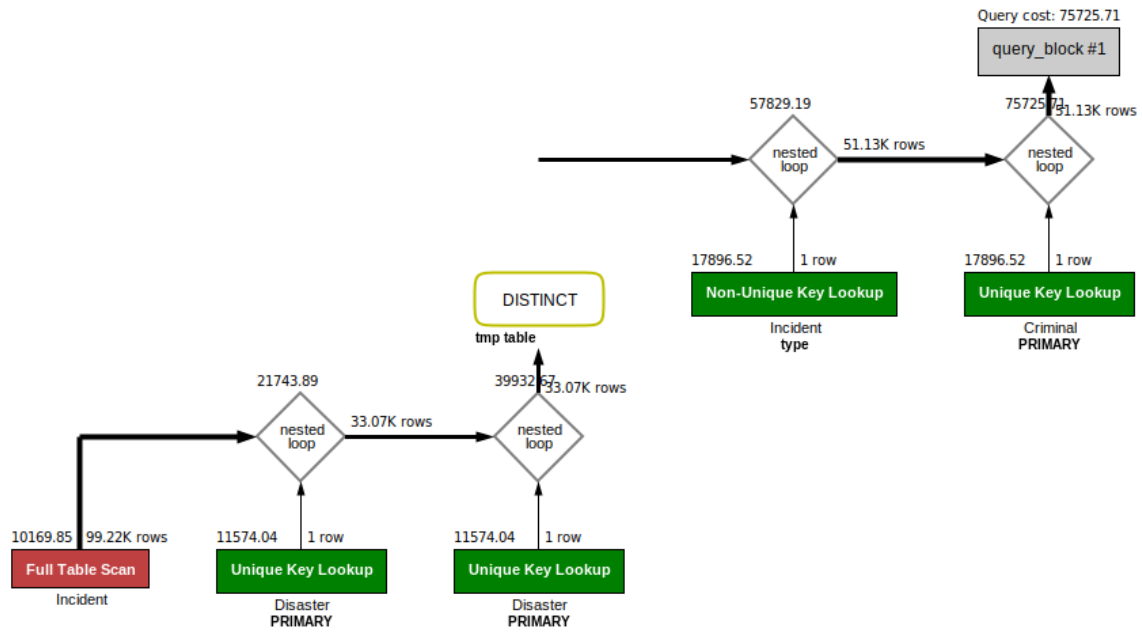 Query cost: 75725.71
query_block #1
57829.19
75725.71
51.13K rows
nested
loop
51.13K rows
nested
loop
17896.52
1 row
17896.52
1 row
Non-Unique Key Lookup
Unique Key Lookup
DISTINCT
Incident
type
Criminal
PRIMARY
tmp table
21743.89
39932.67
33.07K rows
nested
loop
33.07K rows
nested
loop
10169.85
99.22K rows
11574.04
1 row
11574.04
1 row
Full Table Scan
Unique Key Lookup
Unique Key Lookup
Incident
Disaster
PRIMARY
Disaster
PRIMARY